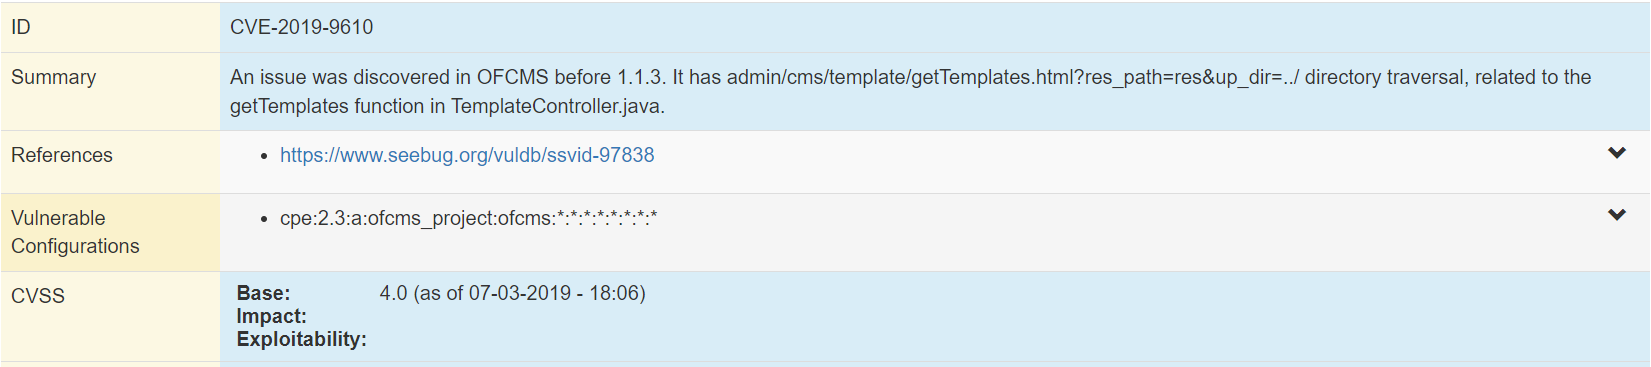 ID CVE-2019-9610
Summary An issue was discovered in OFCMS before 1.1.3. It has admin/cms/template/getTemplates.html?res_path=res&up_dir=../ directory traversal, related to the
getTemplates function in TemplateController.java.
References • https://www.seebug.org/vuldb/ssvid-97838
Vulnerable • cpe:2.3:a:ofcms_project:ofcms:*:*:*:*:*:*:*:*
Configurations
CVSS Base: 4.0 (as of 07-03-2019 - 18:06)
Impact:
Exploitability: